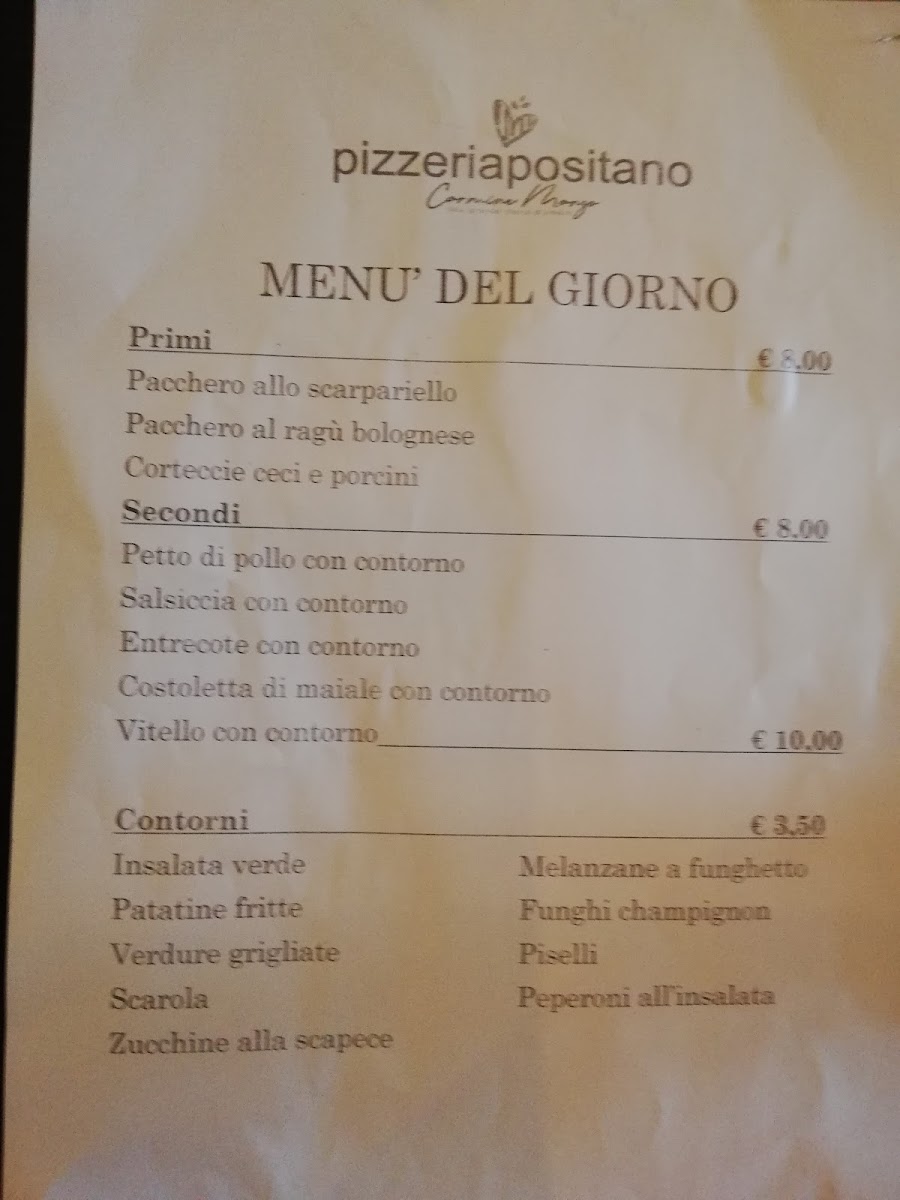 pizzeriapositano
MENU' DEL GIORNO
Primi € 8.00
Pacchero allo scarpariello
Pacchero al ragù bolognese
Corteccie ceci e porcini
Secondi € 8.00
Petto di pollo con contorno
Salsiccia con contorno
Entrecote con contorno
Costoletta di maiale con contorno
Vitello con contorno € 10.00
Contorni € 3.50
Insalata verde
Patatine fritte
Verdure grigliate
Scarola
Zucchine alla scapece
Melanzane a funghetto
Funghi champignon
Piselli
Peperoni all'insalata